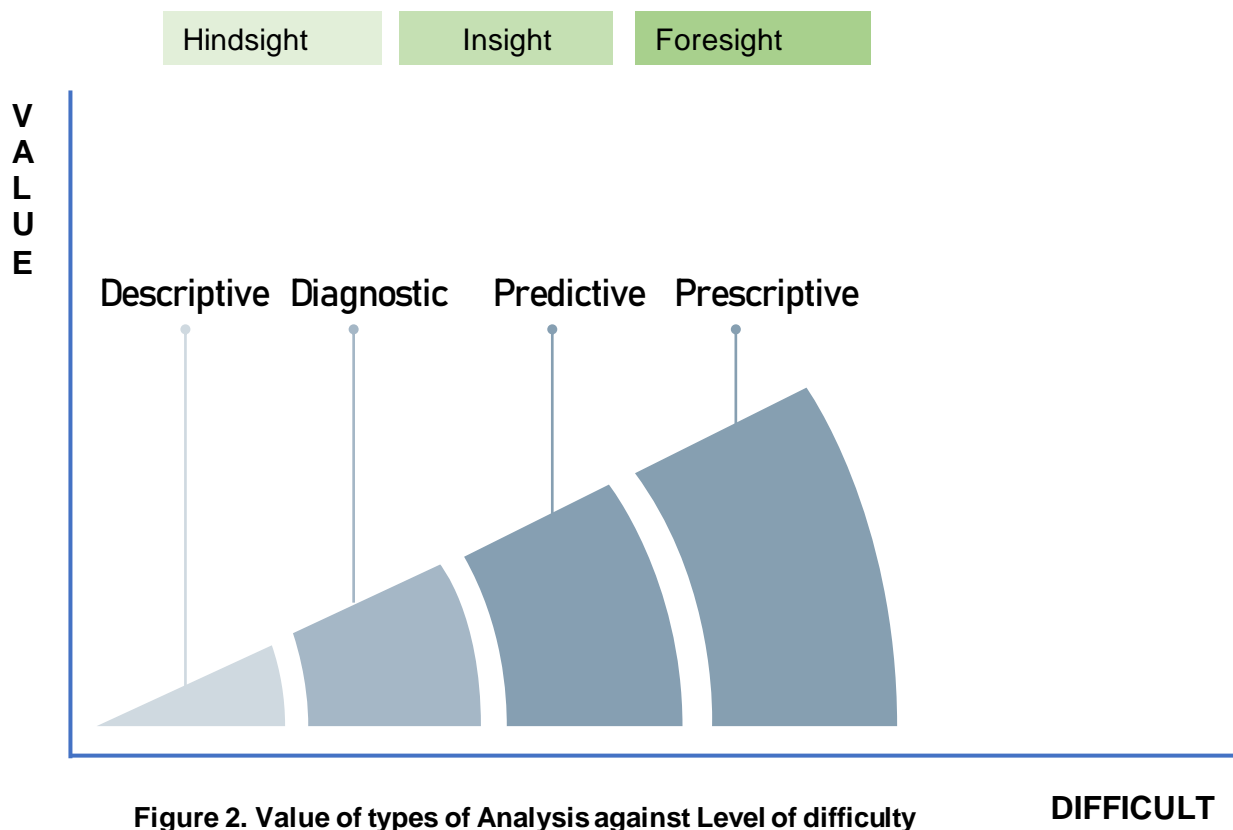 Hindsight Insight Foresight
VALUE
Descriptive Diagnostic Predictive Prescriptive
Figure 2. Value of types of Analysis against Level of difficulty
DIFFICULT